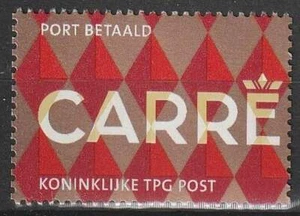 PORT BETAALD
CARRÉ
KONINKLIJKE TPG POST